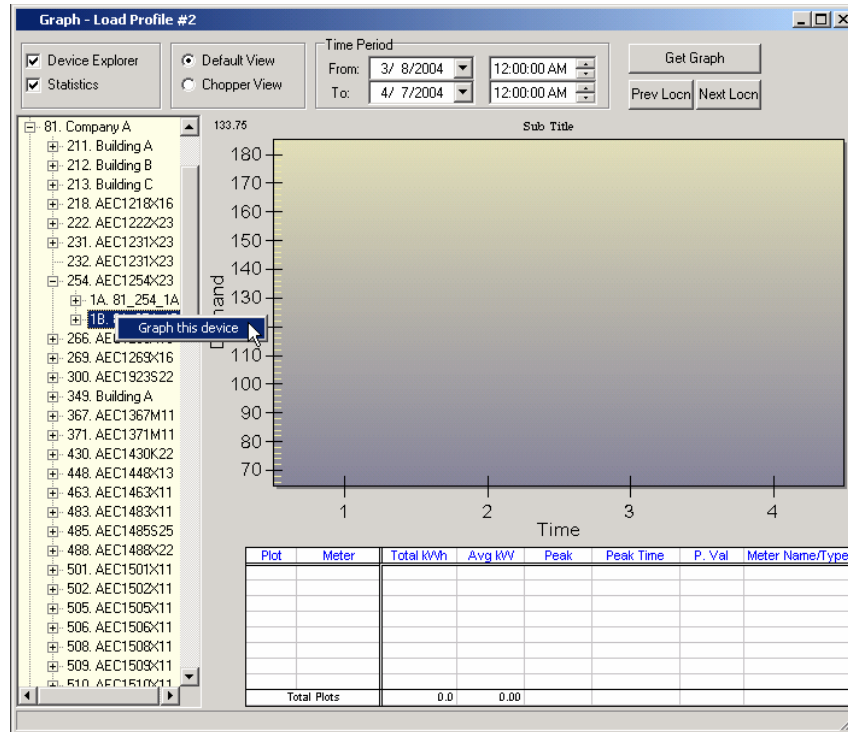 Graph - Load Profile #2
Device Explorer
Statistics
Default View
Chopper View
Time Period
From: 3/ 8/2004 12:00:00 AM
To: 4/ 7/2004 12:00:00 AM
Get Graph
Prev Locn Next Locn
81. Company A
211. Building A
212. Building B
213. Building C
218. AEC1218X16
222. AEC1222X23
231. AEC1231X23
232. AEC1231X23
254. AEC1254X23
1A. 81_254_1A
1B.
Graph this device
266.
269. AEC1269X16
300. AEC1923S22
349. Building A
367. AEC1367M11
371. AEC1371M11
430. AEC1430K22
448. AEC1448X13
463. AEC1463X11
483. AEC1483X11
485. AEC1485S25
488. AEC1488X22
501. AEC1501X11
502. AEC1502X11
505. AEC1505X11
506. AEC1506X11
508. AEC1508X11
509. AEC1509X11
510. AEC1510X11
133.75
Sub Title
180
170
160
150
140
130
110
100
90
80
70
1 2 3 4
Time
Plot Meter Total kWh Avg kW Peak Peak Time P. Val Meter Name/Type
Total Plots 0.0 0.00